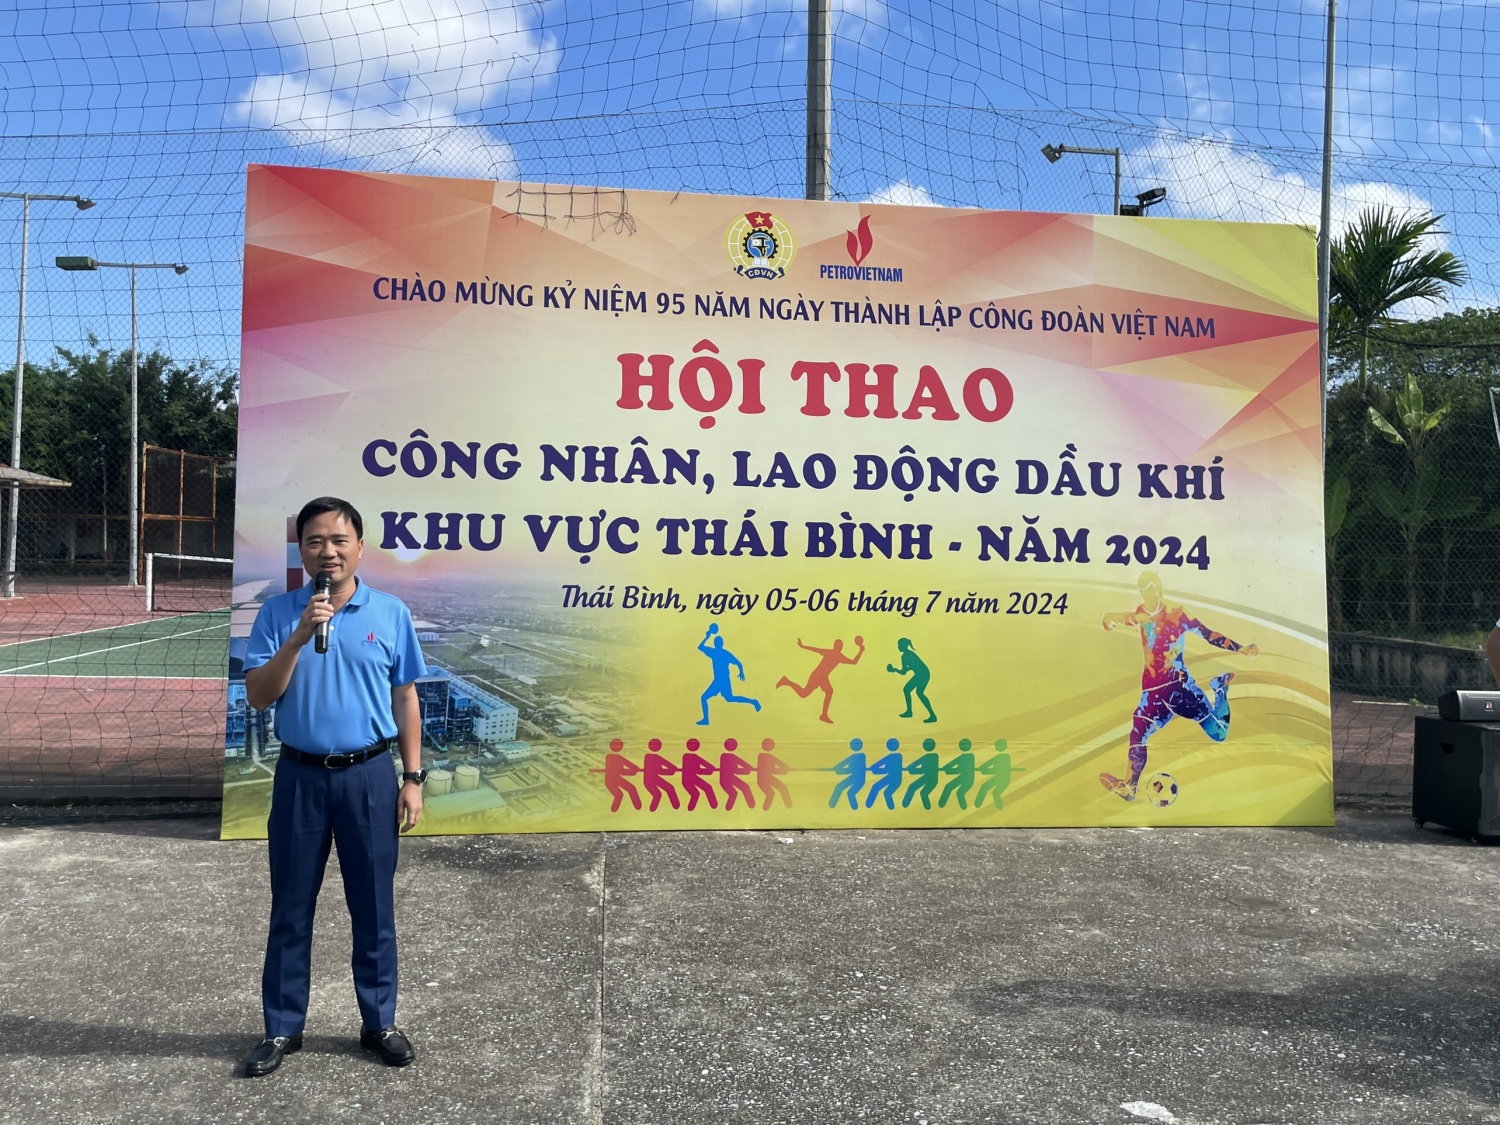 CĐVN
PETROVIETNAM
CHÀO MỪNG KỶ NIỆM 95 NĂM NGÀY THÀNH LẬP CÔNG ĐOÀN VIỆT NAM
HỘI THAO
CÔNG NHÂN, LAO ĐỘNG DẦU KHÍ
KHU VỰC THÁI BÌNH - NĂM 2024
Thái Bình, ngày 05-06 tháng 7 năm 2024